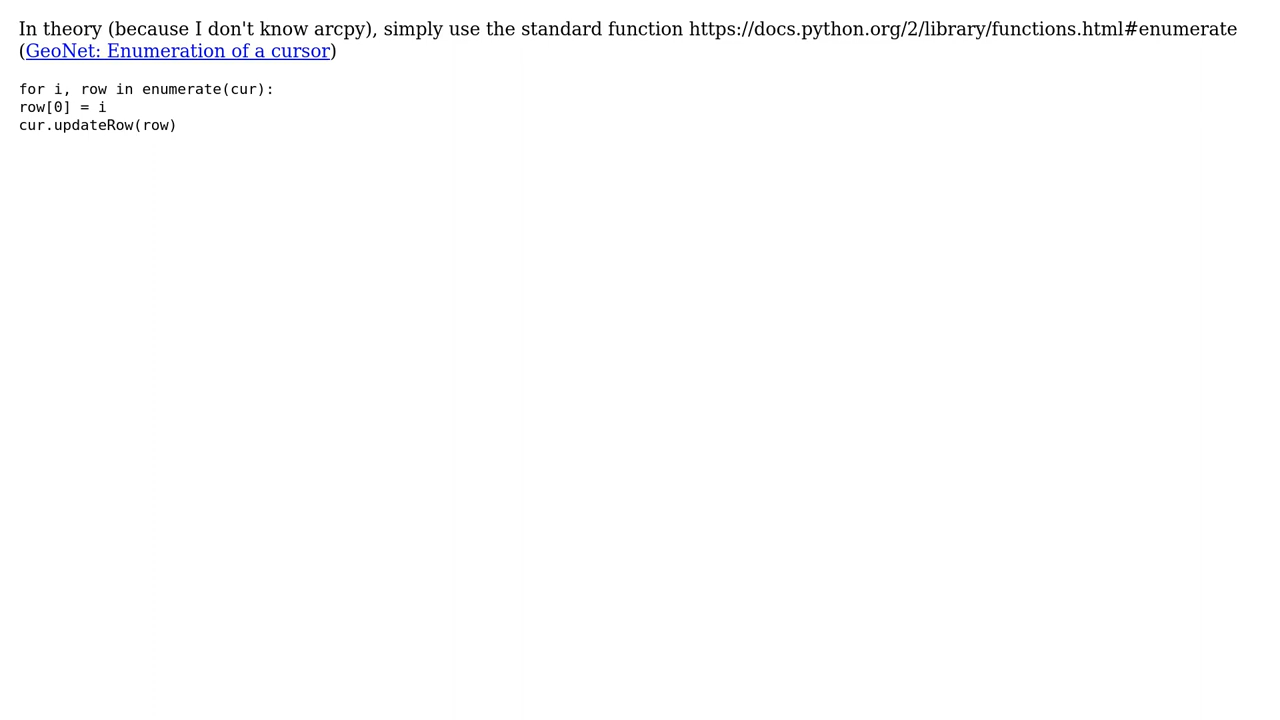 In theory (because I don't know arcpy), simply use the standard function https://docs.python.org/2/library/functions.html#enumerate
(GeoNet: Enumeration of a cursor)
for i, row in enumerate(cur):
row[0] = i
cur.updateRow(row)